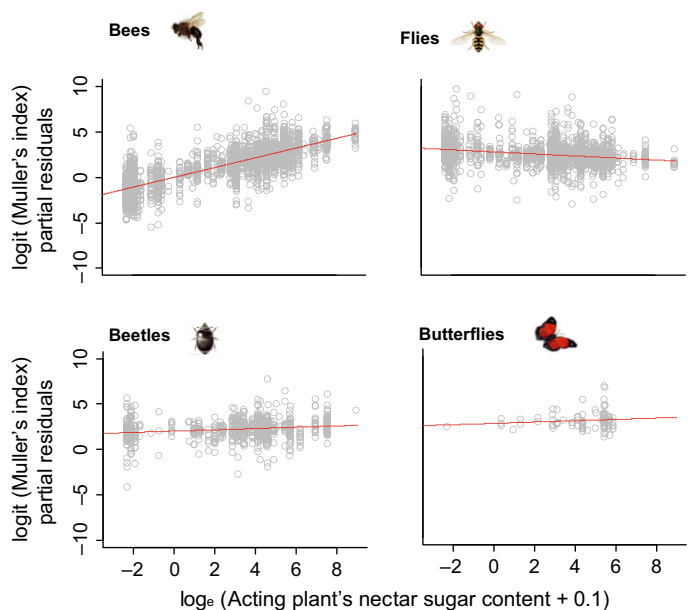 Bees
Flies
logit (Muller's index)
partial residuals
10
5
0
−5
−10
Beetles
Butterflies
logit (Muller's index)
partial residuals
10
5
0
−5
−10
−2 0 2 4 6 8
−2 0 2 4 6 8
logₑ (Acting plant's nectar sugar content + 0.1)